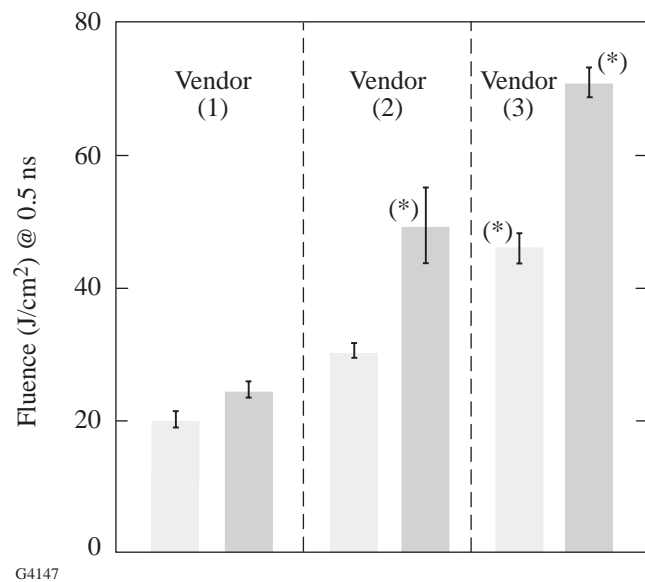 80
60
40
20
0
Fluence (J/cm²) @ 0.5 ns
Vendor
(1)
Vendor
(2)
(*)
Vendor
(3)
(*)
(*)
G4147